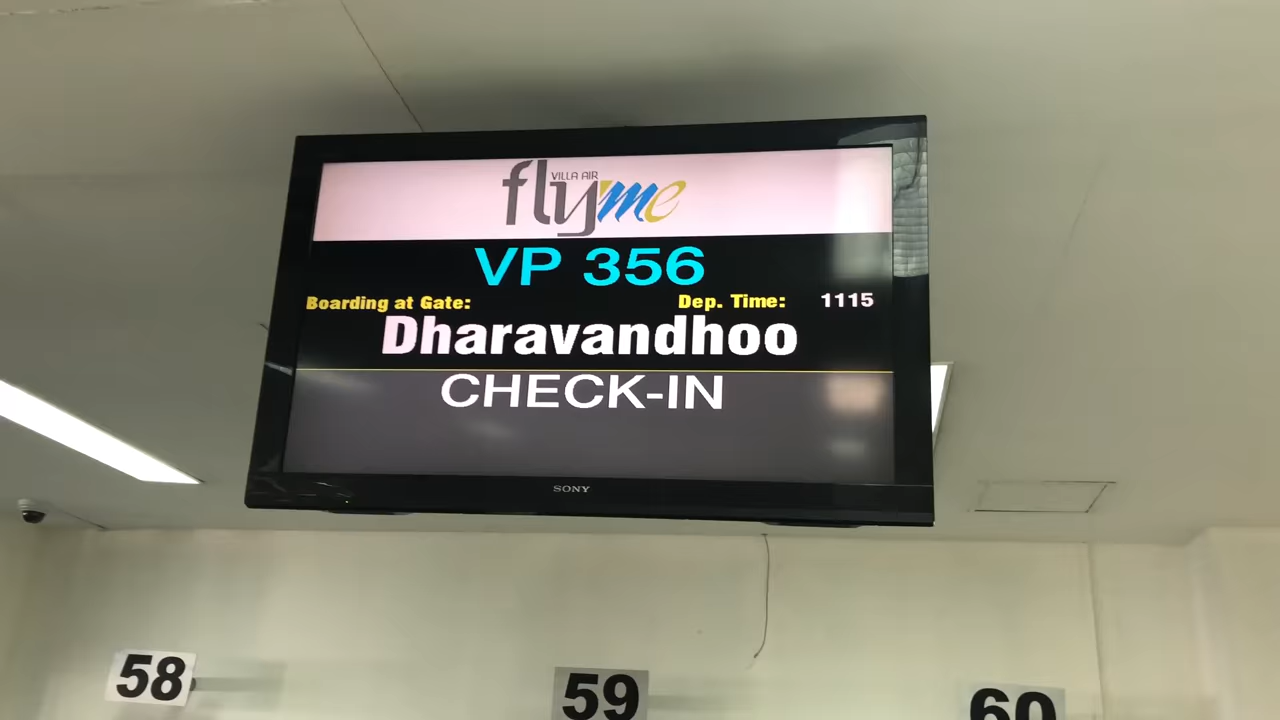 VILLA AIR
flyme
VP 356
Boarding at Gate: Dep. Time: 1115
Dharavandhoo
CHECK-IN
SONY
58
59
60